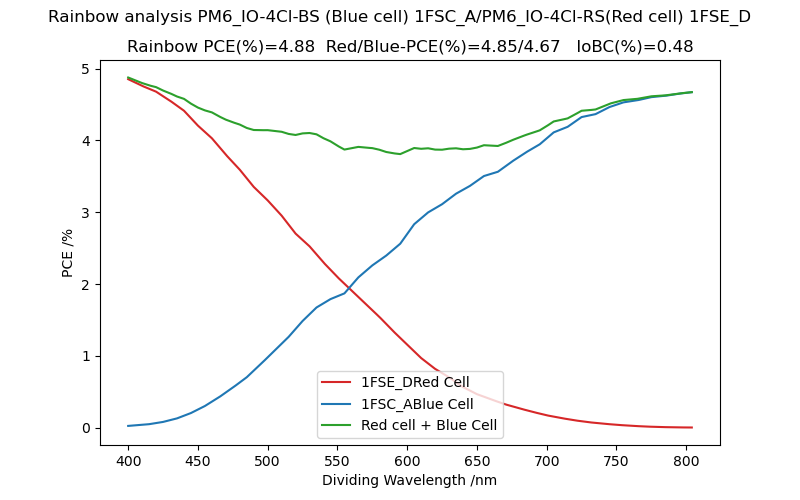 Rainbow analysis PM6_IO-4Cl-BS (Blue cell) 1FSC_A/PM6_IO-4Cl-RS(Red cell) 1FSE_D
Rainbow PCE(%)=4.88  Red/Blue-PCE(%)=4.85/4.67   IoBC(%)=0.48
5
4
3
2
1
0
PCE /%
1FSE_DRed Cell
1FSC_ABlue Cell
Red cell + Blue Cell
400 450 500 550 600 650 700 750 800
Dividing Wavelength /nm